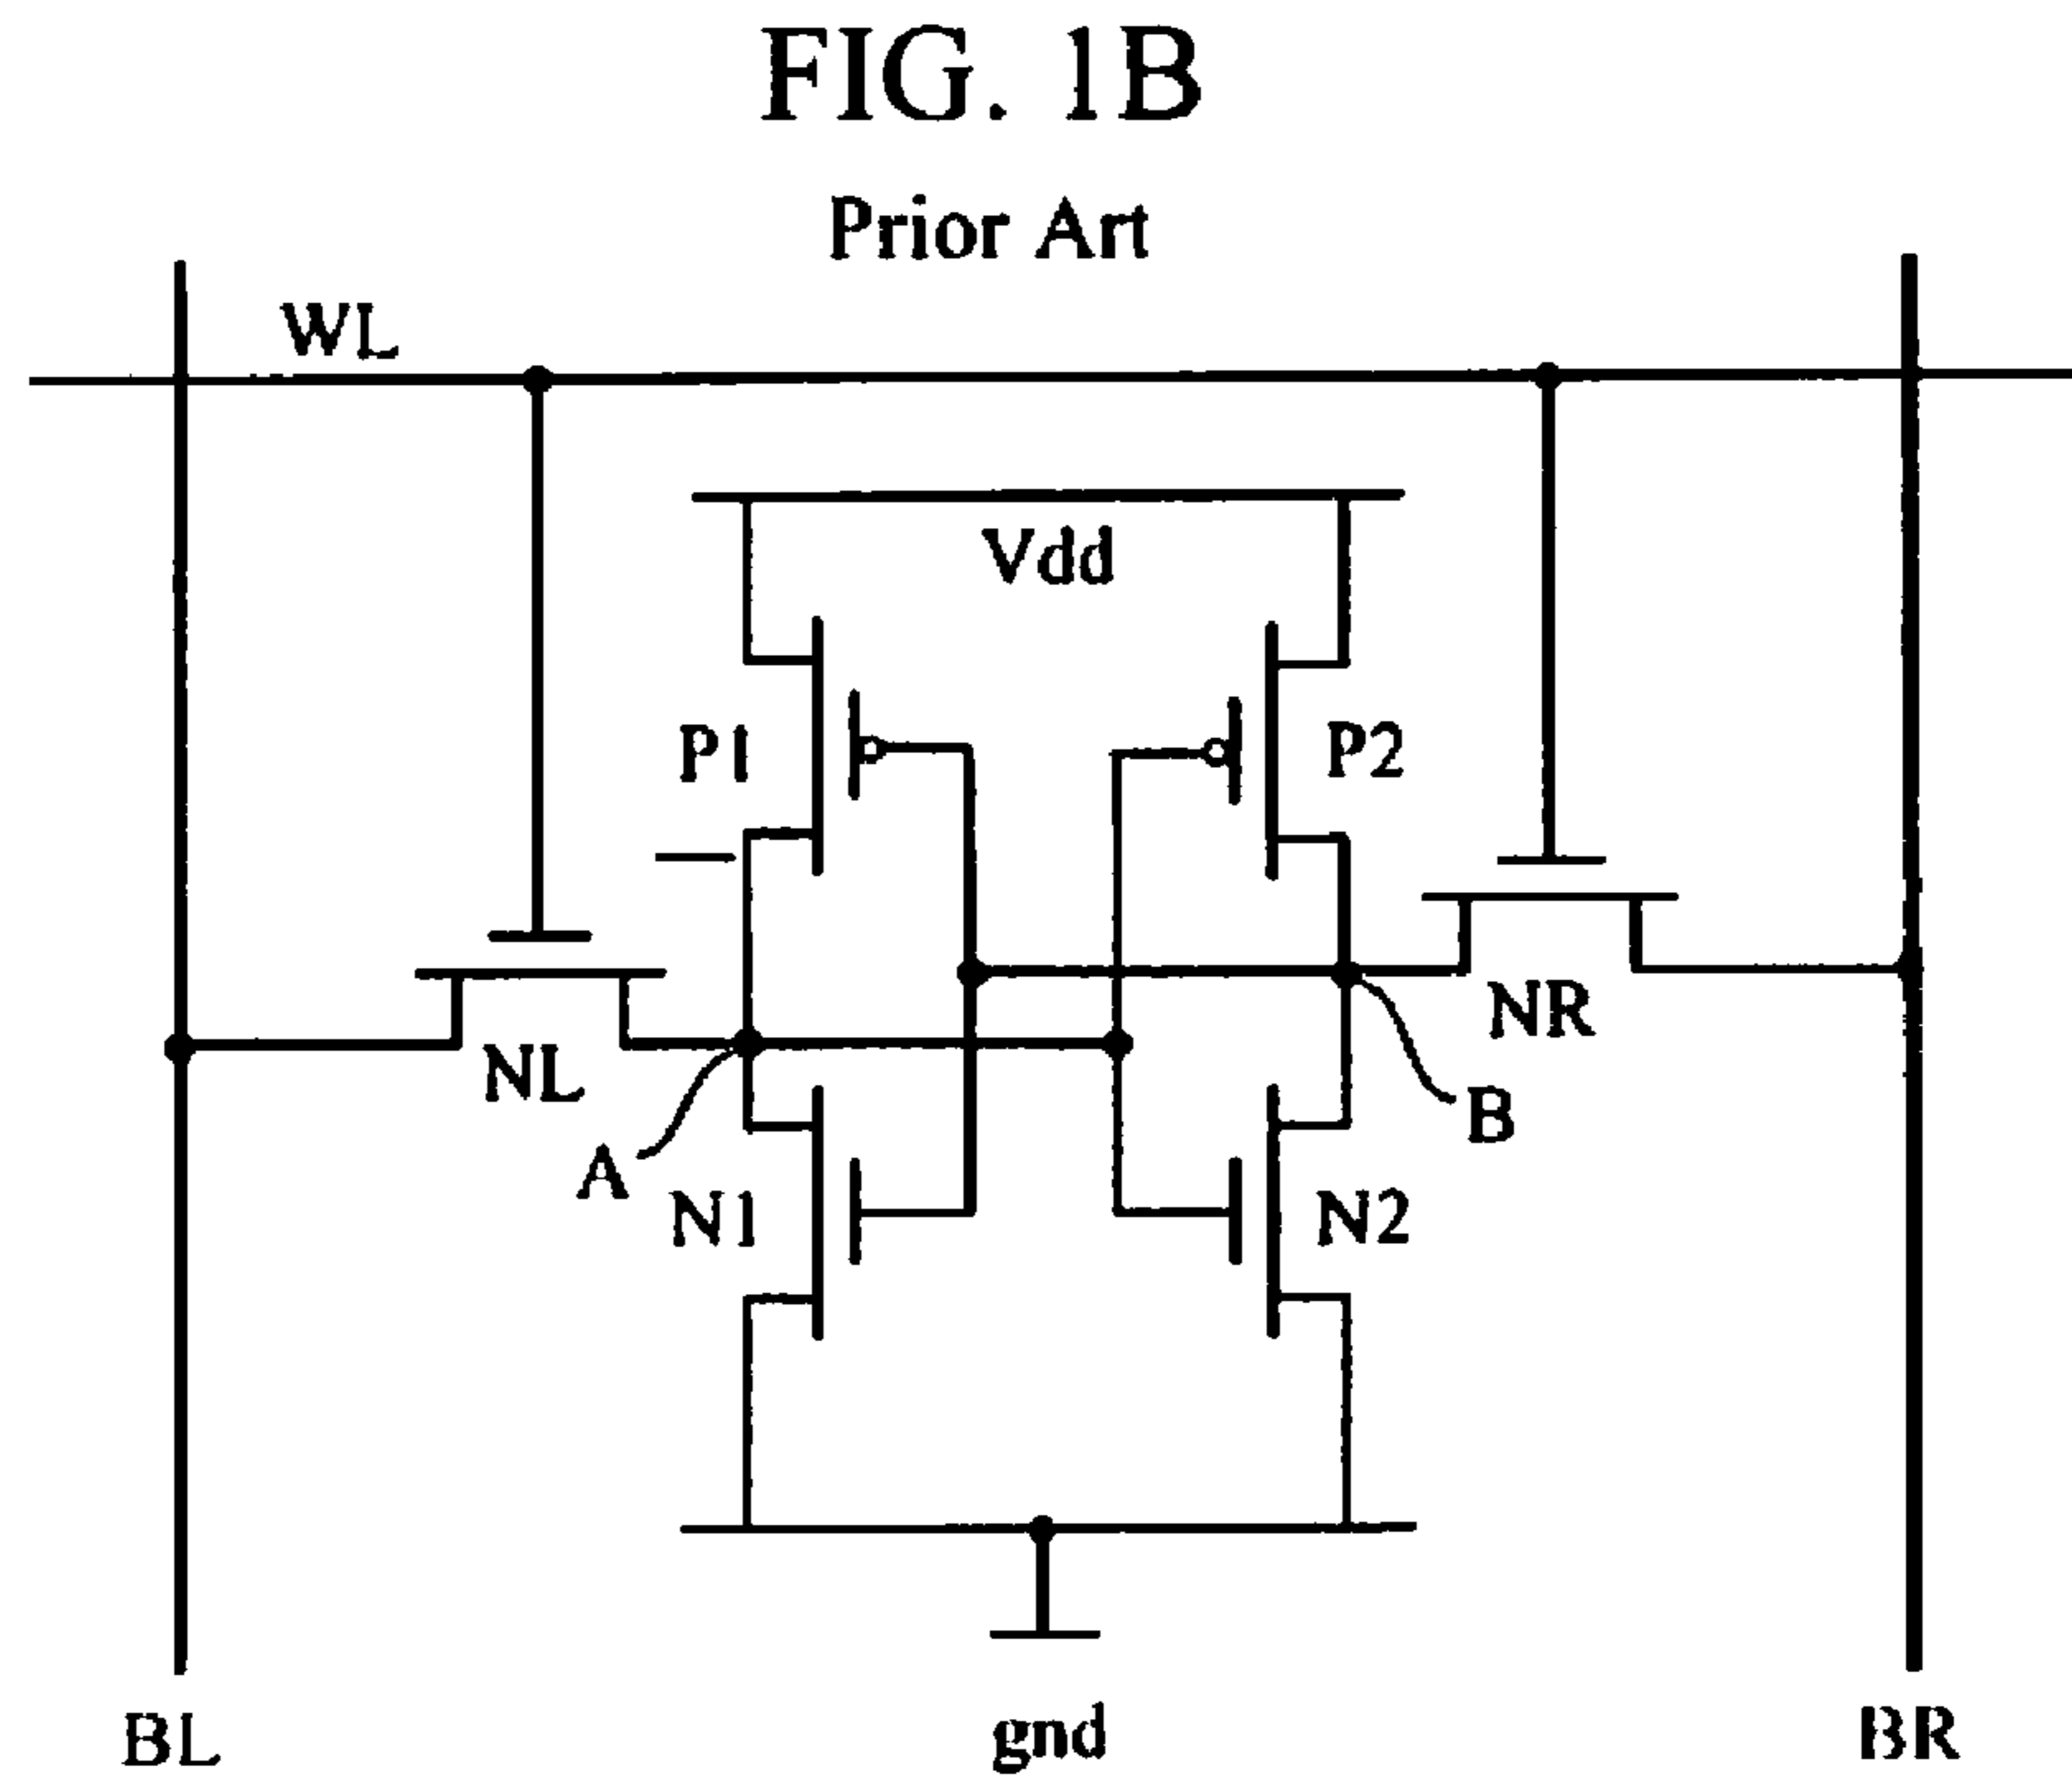 FIG. 1B
Prior Art
WL
Vdd
P1
P2
NR
NL
B
A
N1
N2
gnd
BL
BR